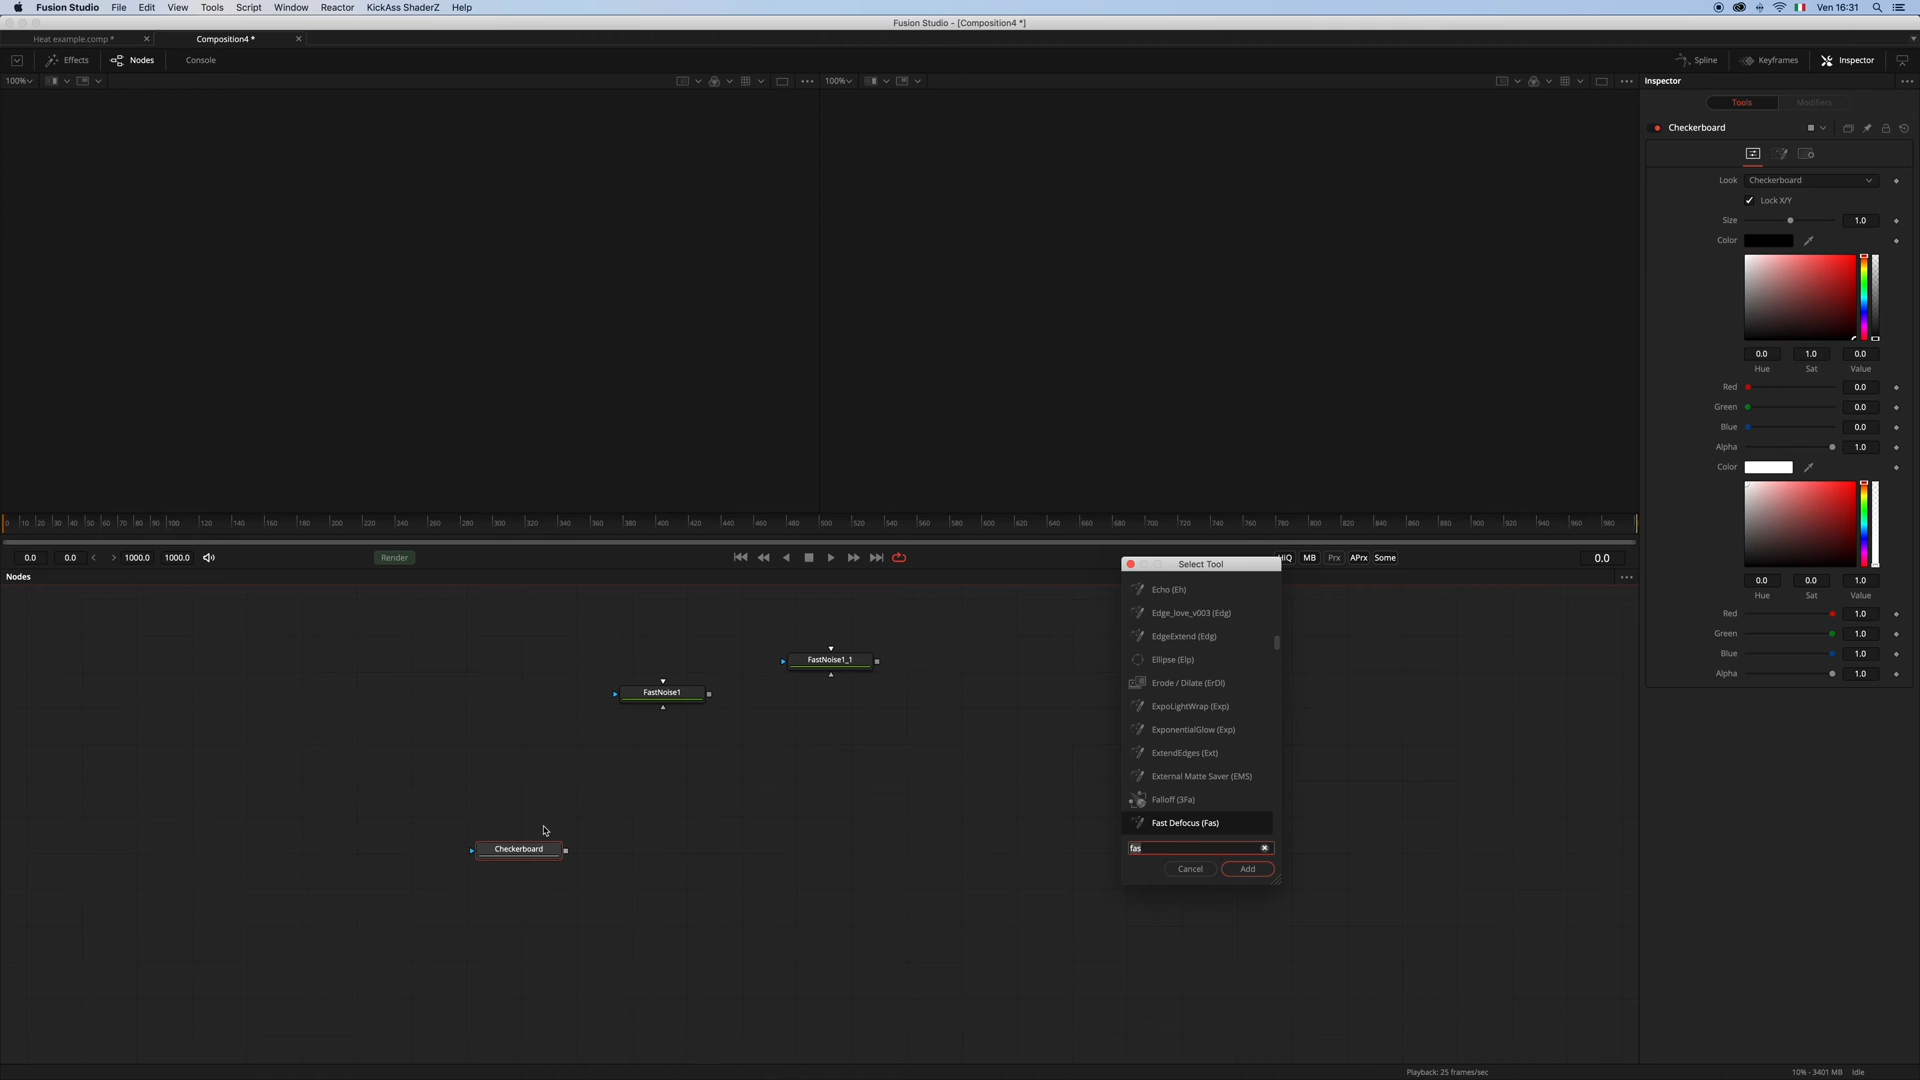 Fusion Studio File Edit View Tools Script Window Reactor KickAss ShaderZ Help Ven 16:31
Fusion Studio - [Composition4 *]
Heat example.comp * Composition4 *
Effects Nodes Console Spline Keyframes Inspector
100% 100% Inspector
Tools Modifiers
Checkerboard
Look Checkerboard
Lock X/Y
Size 1.0
Color
0.0 1.0 0.0
Hue Sat Value
Red 0.0
Green 0.0
Blue 0.0
Alpha 1.0
Color
0.0 0.0 1.0
Hue Sat Value
Red 1.0
Green 1.0
Blue 1.0
Alpha 1.0
0 10 20 30 40 50 60 70 80 90 100 120 140 160 180 200 220 240 260 280 300 320 340 360 380 400 420 440 460 480 500 520 540 560 580 600 620 640 660 680 700 720 740 760 780 800 820 840 860 880 900 920 940 960 980
0.0 0.0 < > 1000.0 1000.0 Render HiQ MB Prx APrx Some 0.0
Nodes
FastNoise1_1
FastNoise1
Checkerboard
Select Tool
Echo (Eh)
Edge_love_v003 (Edg)
EdgeExtend (Edg)
Ellipse (Elp)
Erode / Dilate (ErDl)
ExpoLightWrap (Exp)
ExponentialGlow (Exp)
ExtendEdges (Ext)
External Matte Saver (EMS)
Falloff (3Fa)
Fast Defocus (Fas)
fas
Cancel Add
Playback: 25 frames/sec 10% - 3401 MB Idle